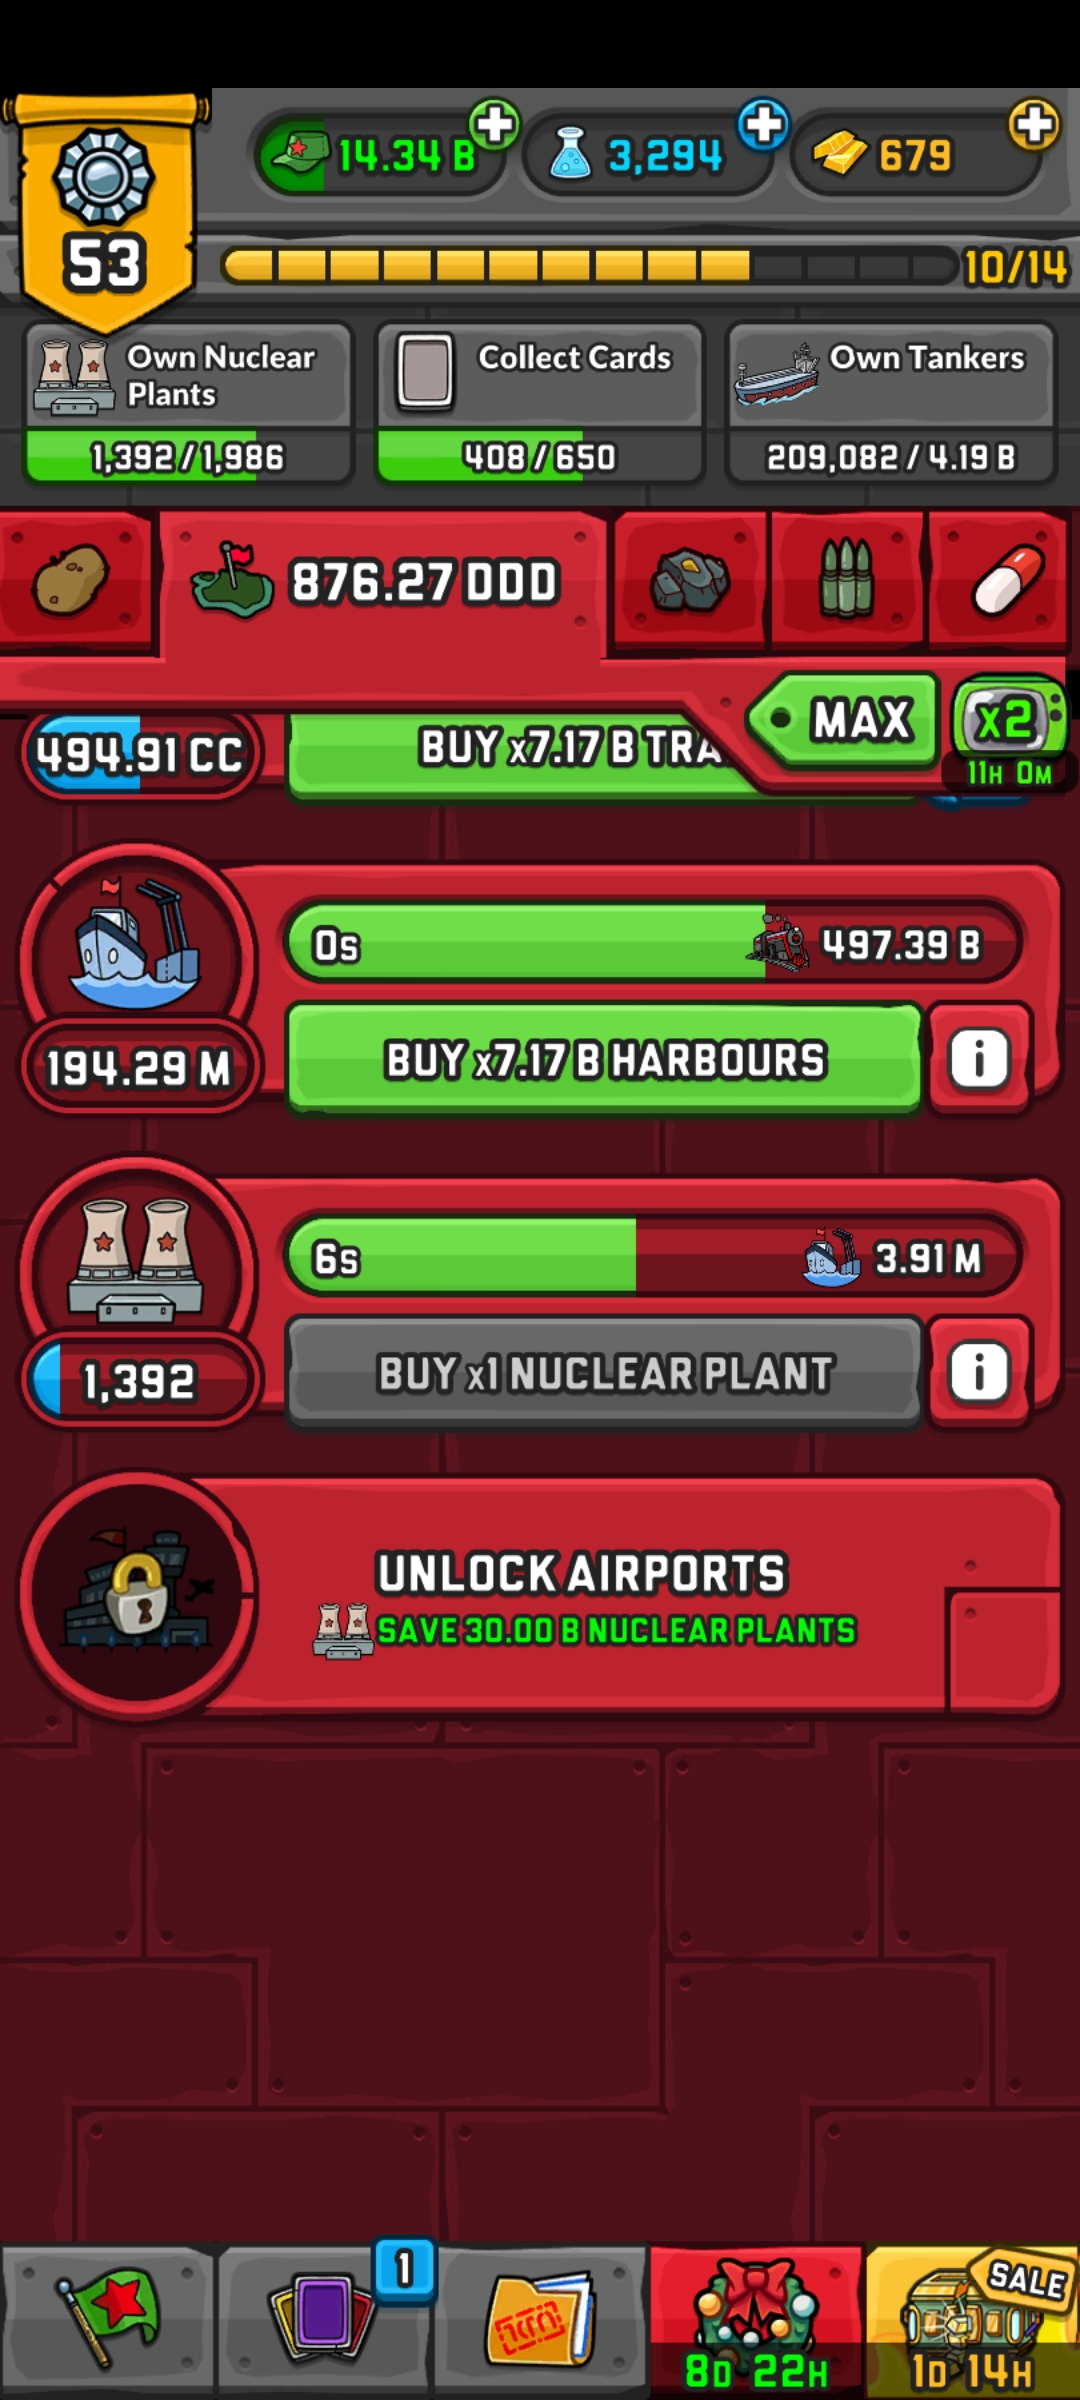 14.34 B
3,294
679
53
10/14
Own Nuclear
Plants
1,392/1,986
Collect Cards
408/650
Own Tankers
209,082/4.19 B
876.27 DDD
MAX
x2
11H 0M
494.91 CC
BUY x7.17 B TRA
0s
497.39 B
194.29 M
BUY x7.17 B HARBOURS
i
6s
3.91 M
1,392
BUY x1 NUCLEAR PLANT
i
UNLOCK AIRPORTS
SAVE 30.00 B NUCLEAR PLANTS
1
SALE
8D 22H
1D 14H